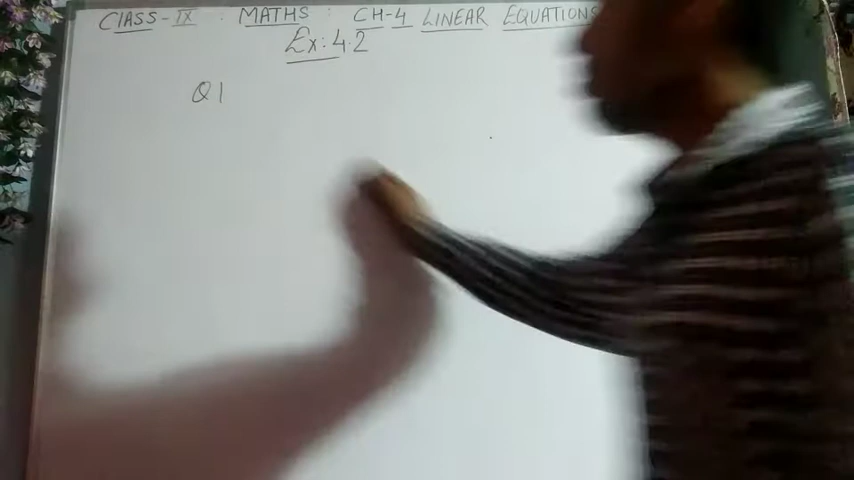 CLASS-IX : MATHS : CH-4 LINEAR EQUATIONS
Ex: 4.2
Q1